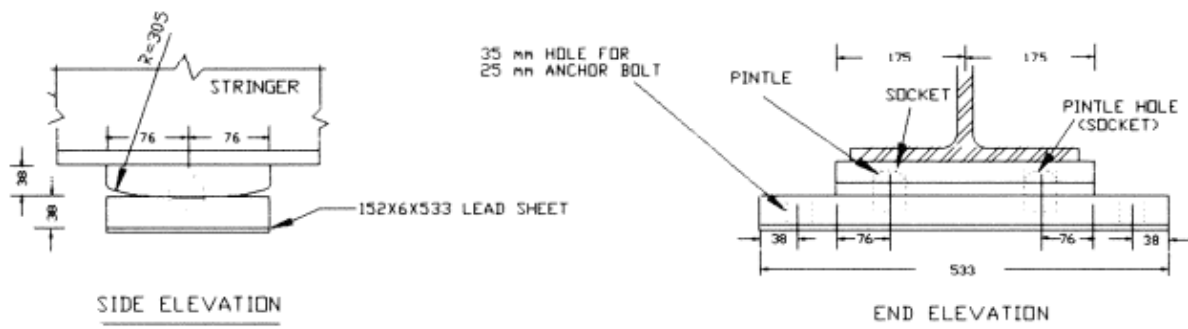 R=305
STRINGER
76
76
38
38
152X6X533 LEAD SHEET
SIDE ELEVATION
35 mm HOLE FOR
25 mm ANCHOR BOLT
175
175
PINTLE
SOCKET
PINTLE HOLE
(SOCKET)
38
76
76
38
533
END ELEVATION